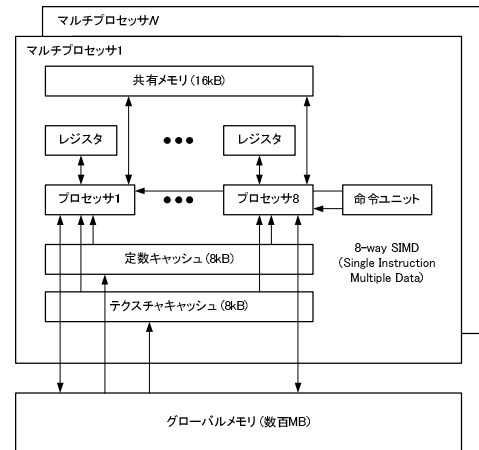 マルチプロセッサN
マルチプロセッサ1
共有メモリ(16kB)
レジスタ
レジスタ
プロセッサ1
プロセッサ8
命令ユニット
定数キャッシュ(8kB)
8-way SIMD
(Single Instruction
Multiple Data)
テクスチャキャッシュ(8kB)
グローバルメモリ(数百MB)